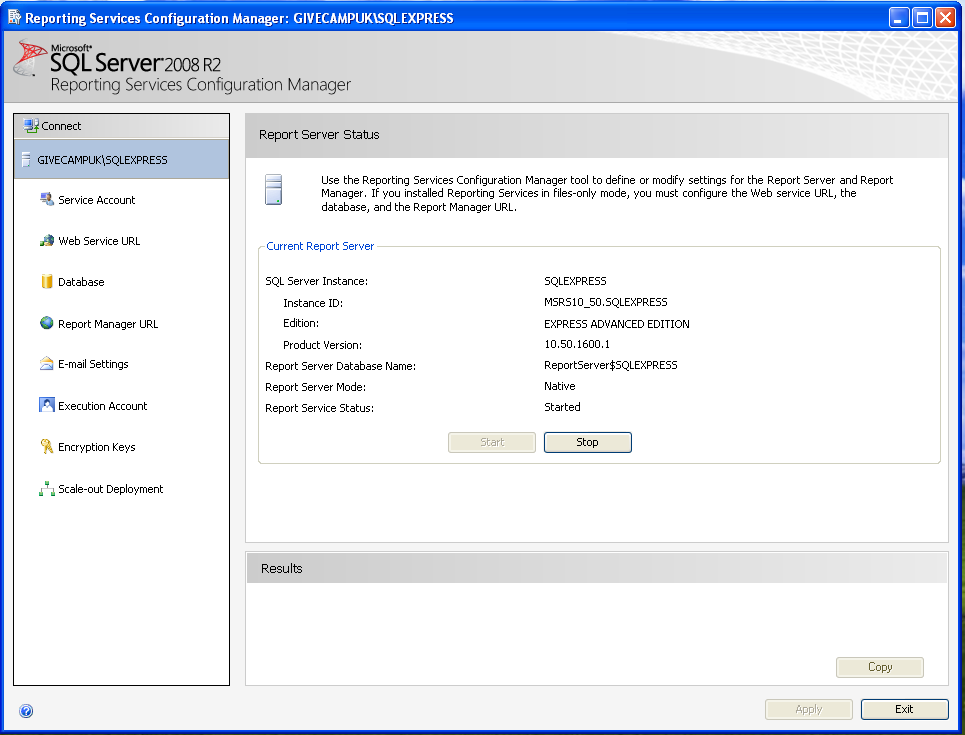 Reporting Services Configuration Manager: GIVECAMPUK\SQLEXPRESS
Microsoft®
SQL Server 2008 R2
Reporting Services Configuration Manager
Connect
GIVECAMPUK\SQLEXPRESS
Service Account
Web Service URL
Database
Report Manager URL
E-mail Settings
Execution Account
Encryption Keys
Scale-out Deployment
Report Server Status
Use the Reporting Services Configuration Manager tool to define or modify settings for the Report Server and Report
Manager. If you installed Reporting Services in files-only mode, you must configure the Web service URL, the
database, and the Report Manager URL.
Current Report Server
SQL Server Instance: SQLEXPRESS
Instance ID: MSRS10_50.SQLEXPRESS
Edition: EXPRESS ADVANCED EDITION
Product Version: 10.50.1600.1
Report Server Database Name: ReportServer$SQLEXPRESS
Report Server Mode: Native
Report Service Status: Started
Start Stop
Results
Copy
Apply Exit